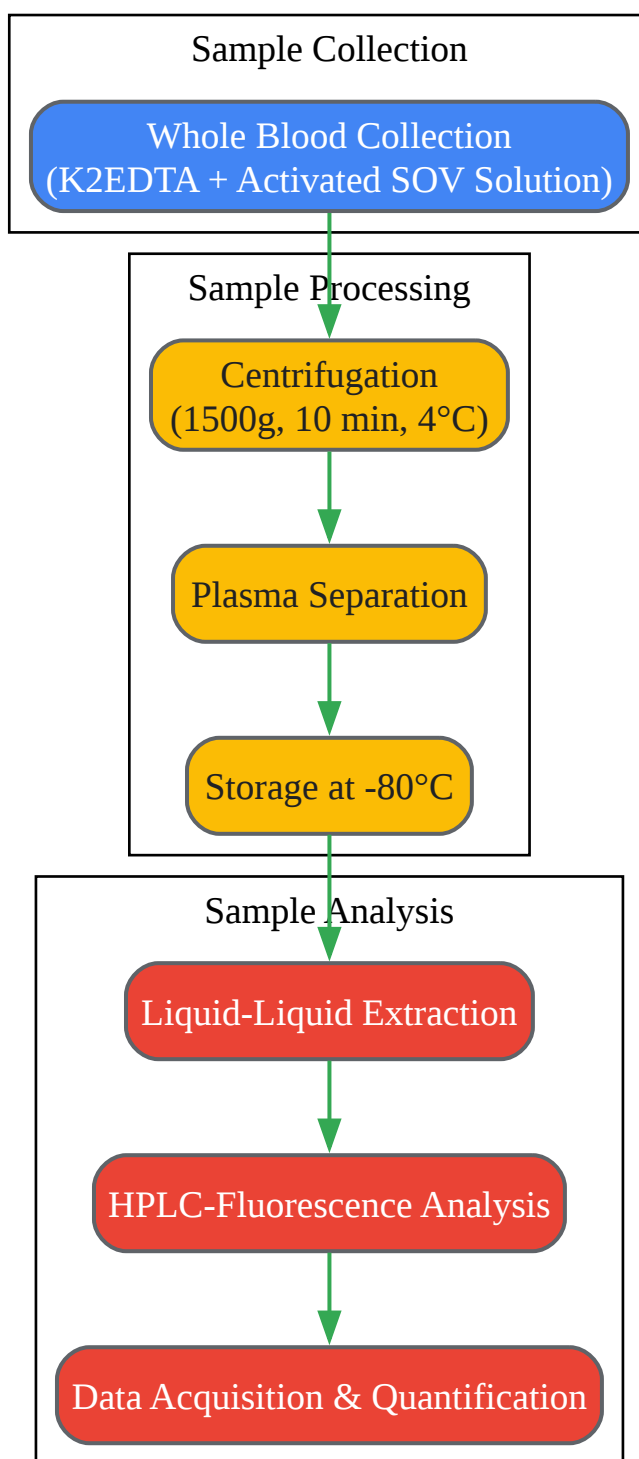 Sample Collection
Whole Blood Collection
(K2EDTA + Activated SOV Solution)
Sample Processing
Centrifugation
(1500g, 10 min, 4°C)
Plasma Separation
Storage at -80°C
Sample Analysis
Liquid-Liquid Extraction
HPLC-Fluorescence Analysis
Data Acquisition & Quantification